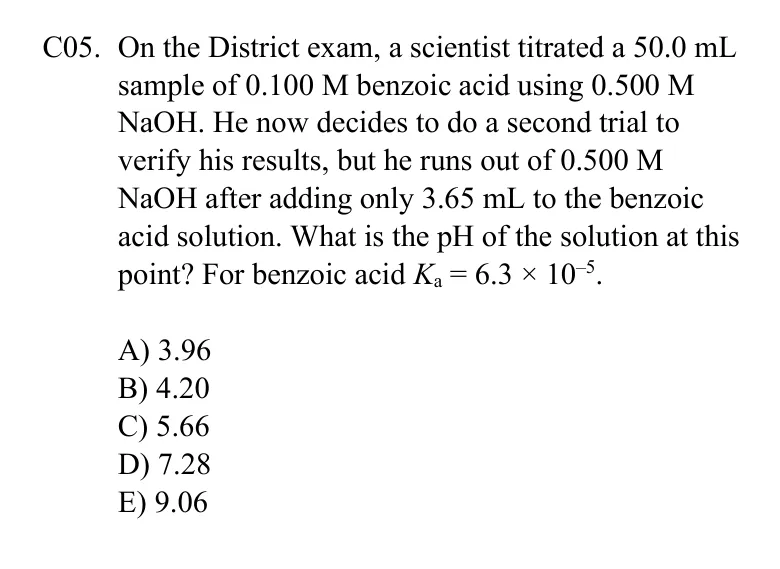 C05. On the District exam, a scientist titrated a 50.0 mL
sample of 0.100 M benzoic acid using 0.500 M
NaOH. He now decides to do a second trial to
verify his results, but he runs out of 0.500 M
NaOH after adding only 3.65 mL to the benzoic
acid solution. What is the pH of the solution at this
point? For benzoic acid Kₐ = 6.3 × 10⁻⁵.
A) 3.96
B) 4.20
C) 5.66
D) 7.28
E) 9.06